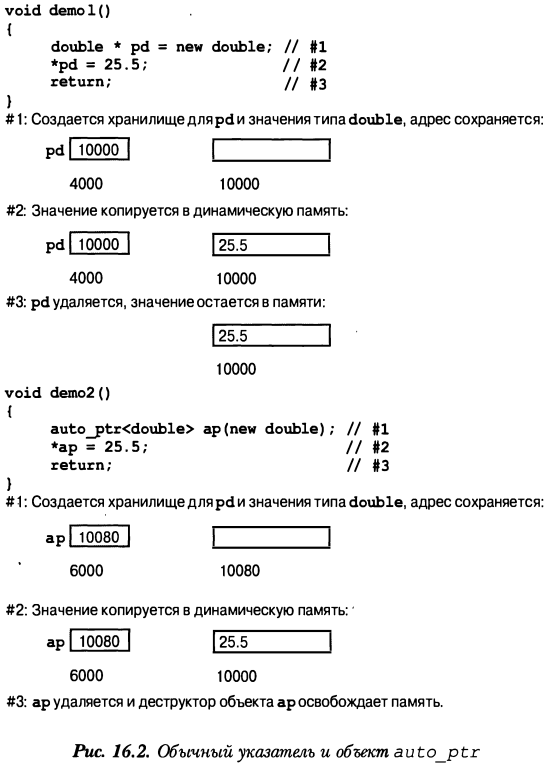 void demo1()
{
double * pd = new double; // #1
*pd = 25.5; // #2
return; // #3
}
#1: Создается хранилище для pd и значения типа double, адрес сохраняется:
pd 10000
4000 10000
#2: Значение копируется в динамическую память:
pd 10000 25.5
4000 10000
#3: pd удаляется, значение остается в памяти:
25.5
10000
void demo2()
{
auto_ptr<double> ap(new double); // #1
*ap = 25.5; // #2
return; // #3
}
#1: Создается хранилище для pd и значения типа double, адрес сохраняется:
ap 10080
6000 10080
#2: Значение копируется в динамическую память:
ap 10080 25.5
6000 10000
#3: ap удаляется и деструктор объекта ap освобождает память.
Рис. 16.2. Обычный указатель и объект auto_ptr